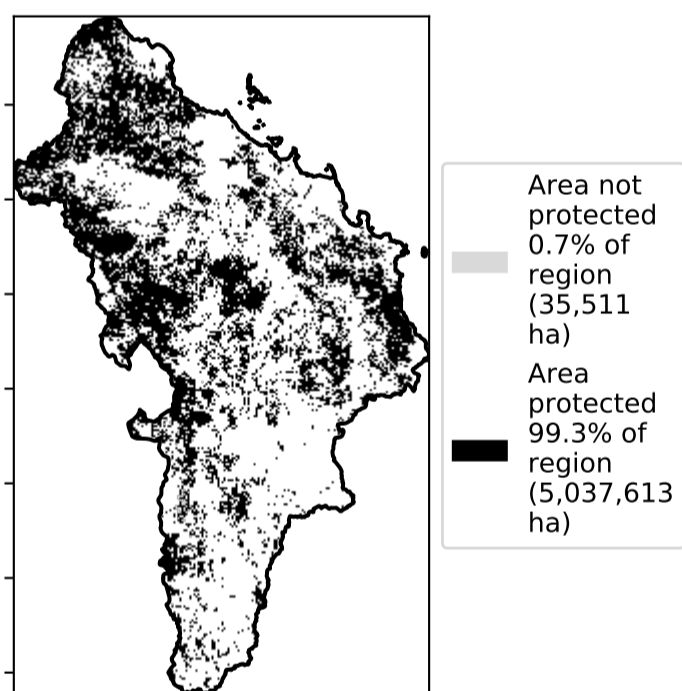 Area not
protected
0.7% of
region
(35,511
ha)
Area
protected
99.3% of
region
(5,037,613
ha)